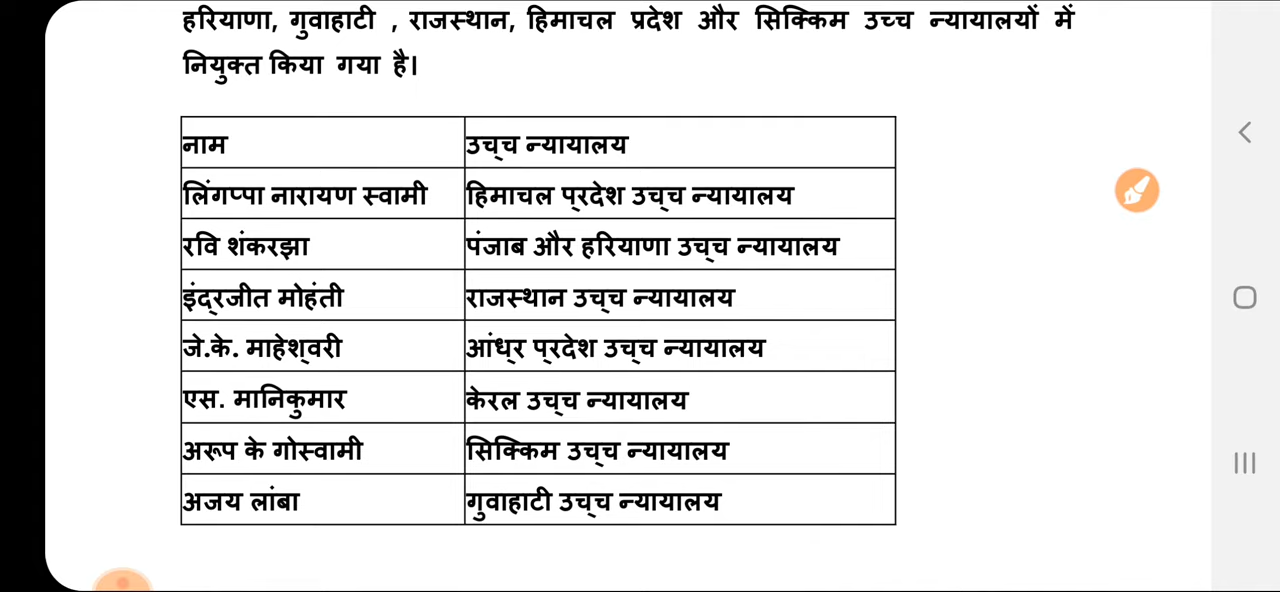 हरियाणा, गुवाहाटी , राजस्थान, हिमाचल प्रदेश और सिक्किम उच्च न्यायालयों में
नियुक्त किया गया है।
नाम उच्च न्यायालय
लिंगप्पा नारायण स्वामी हिमाचल प्रदेश उच्च न्यायालय
रवि शंकरझा पंजाब और हरियाणा उच्च न्यायालय
इंद्रजीत मोहंती राजस्थान उच्च न्यायालय
जे.के. माहेश्वरी आंध्र प्रदेश उच्च न्यायालय
एस. मानिकुमार केरल उच्च न्यायालय
अरूप के गोस्वामी सिक्किम उच्च न्यायालय
अजय लांबा गुवाहाटी उच्च न्यायालय